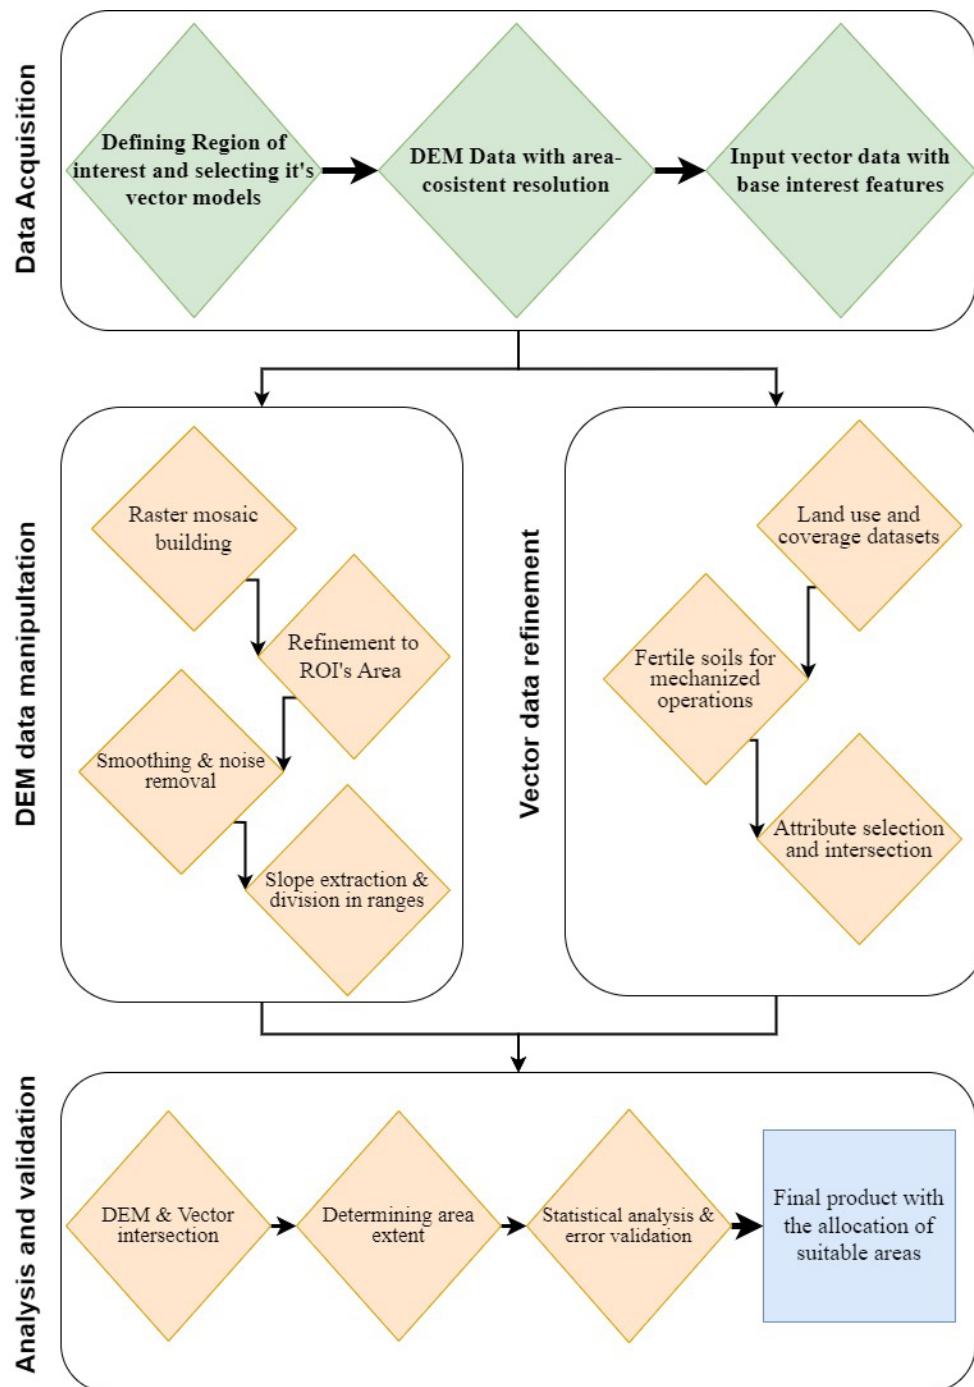 Data Acquisition
Defining Region of
interest and selecting it's
vector models
DEM Data with area-
cosistent resolution
Input vector data with
base interest features
DEM data manipultation
Raster mosaic
building
Refinement to
ROI's Area
Smoothing & noise
removal
Slope extraction &
division in ranges
Vector data refinement
Land use and
coverage datasets
Fertile soils for
mechanized
operations
Attribute selection
and intersection
Analysis and validation
DEM & Vector
intersection
Determining area
extent
Statistical analysis &
error validation
Final product with
the allocation of
suitable areas